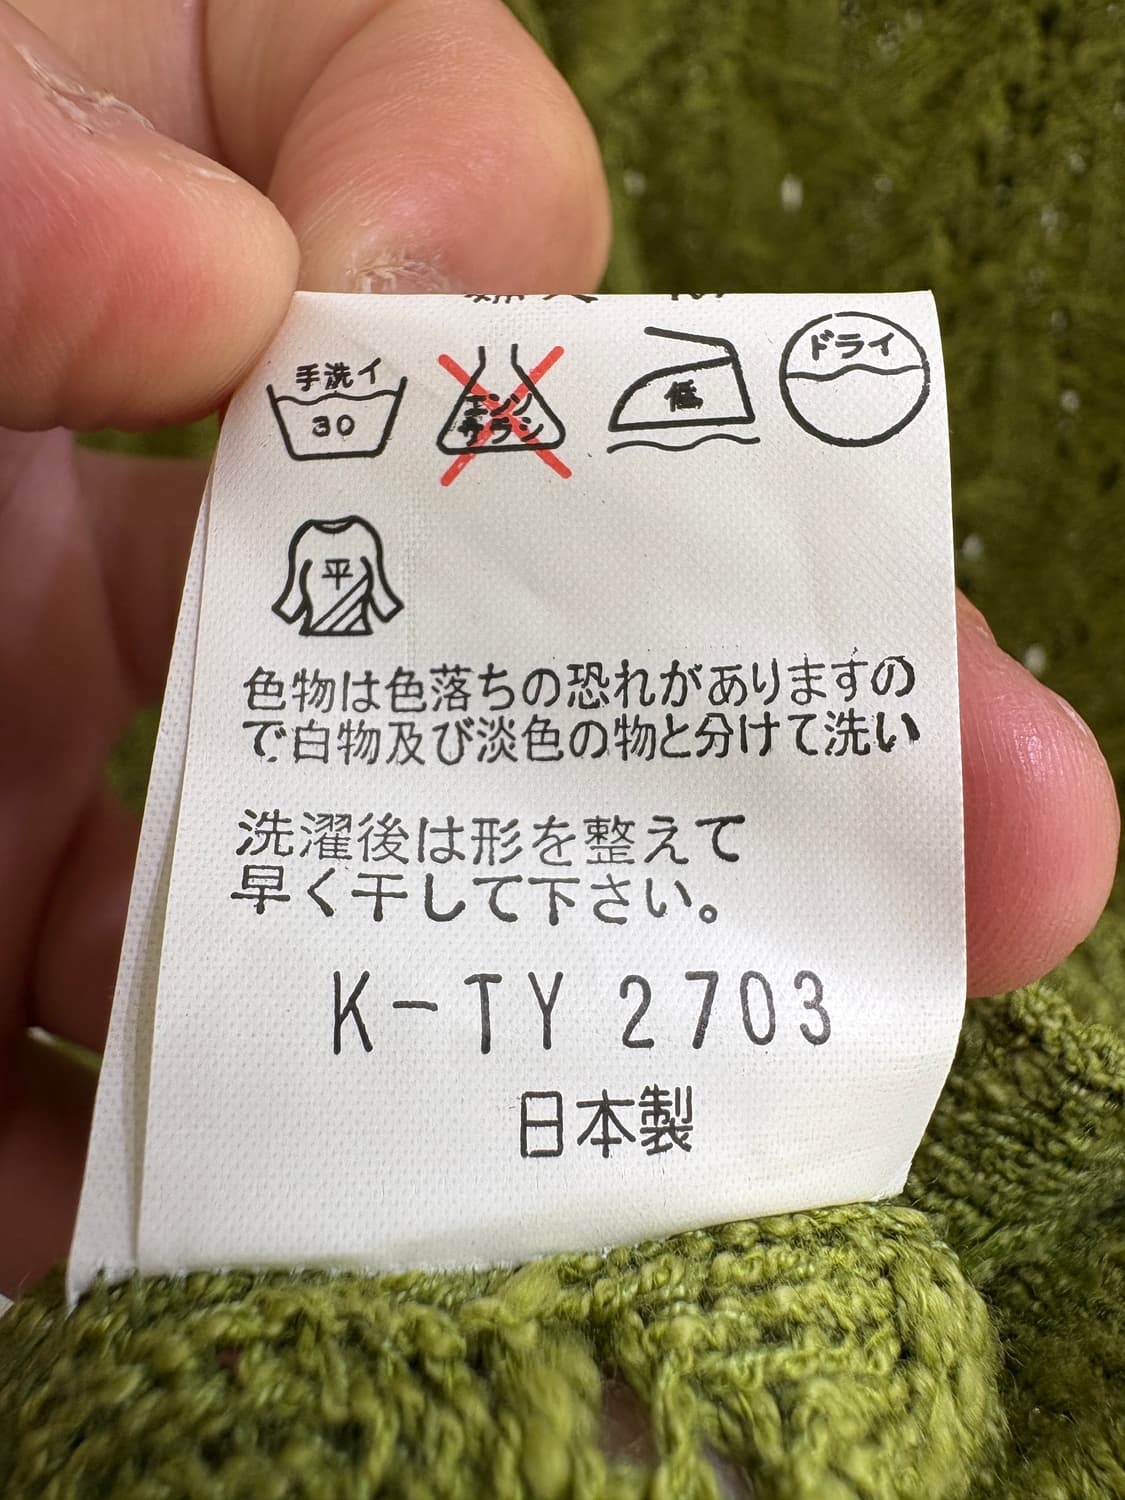 手洗イ
30
エンソ
サラシ
低
ドライ
平
色物は色落ちの恐れがありますの
で白物及び淡色の物と分けて洗い
洗濯後は形を整えて
早く干して下さい。
K-TY 2703
日本製